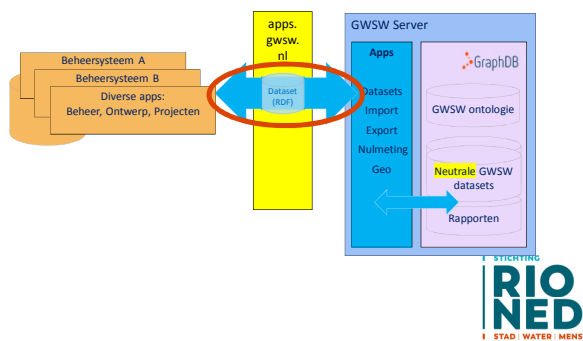 Beheersysteem A
Beheersysteem B
Diverse apps:
Beheer, Ontwerp, Projecten
apps.
gwsw.
nl
Dataset
(RDF)
GWSW Server
Apps
Datasets
Import
Export
Nulmeting
Geo
GraphDB
GWSW ontologie
Neutrale GWSW
datasets
Rapporten
STICHTING
RIO
NED
STAD | WATER | MENS